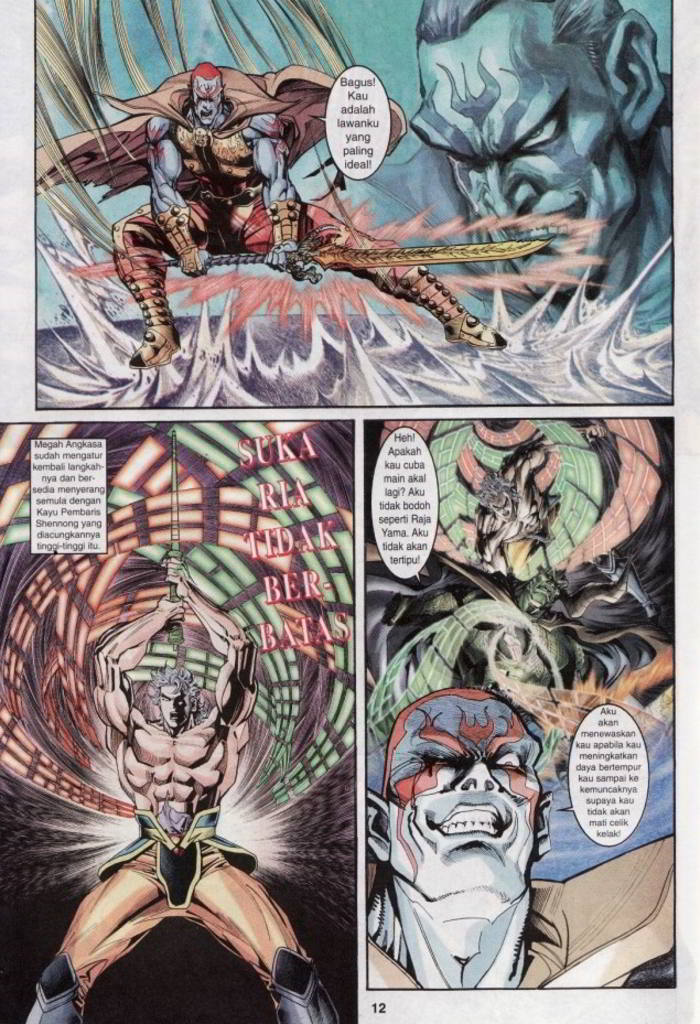 Bagus!
Kau
adalah
lawanku
yang
paling
ideal!
Megah Angkasa
sudah mengatur
kembali langkah-
nya dan ber-
sedia menyerang
semula dengan
Kayu Pembaris
Shennong yang
diacungkannya
tinggi-tinggi itu.
SUKA
RIA
TIDAK
BER-
BATAS
Heh!
Apakah
kau cuba
main akal
lagi? Aku
tidak bodoh
seperti Raja
Yama. Aku
tidak akan
tertipu!
Aku
akan
menewaskan
kau apabila kau
meningkatkan
daya bertempur
kau sampai ke
kemuncaknya
supaya kau
tidak akan
mati celik
kelak!
12